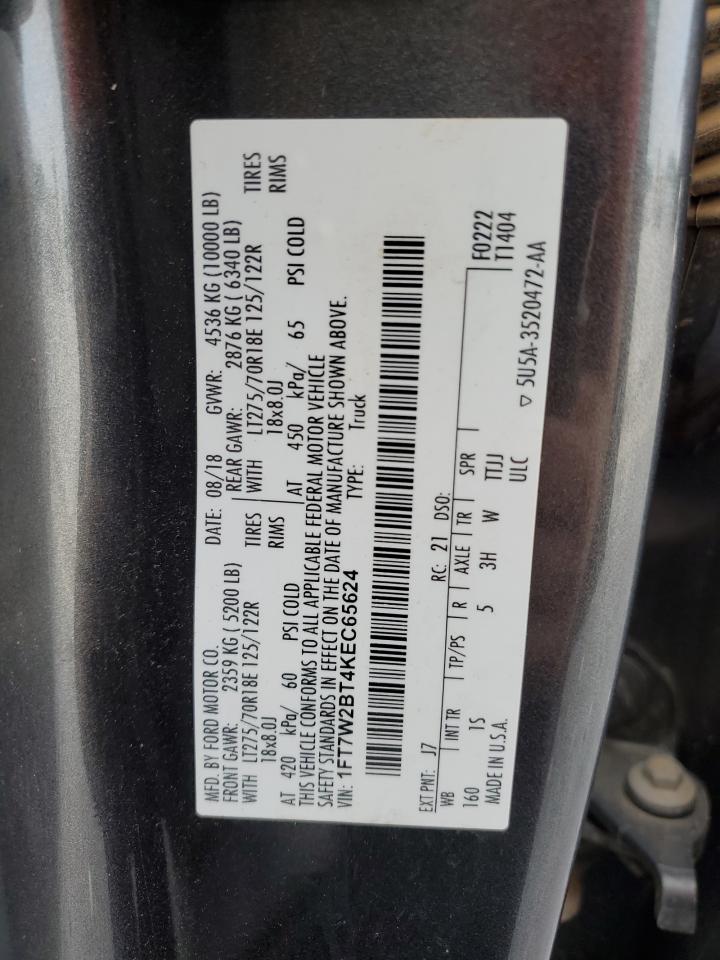 MFD. BY FORD MOTOR CO. DATE: 08/18 GVWR: 4536 KG (10000 LB)
FRONT GAWR: 2359 KG ( 5200 LB) REAR GAWR: 2876 KG ( 6340 LB)
WITH LT275/70R18E 125/122R TIRES WITH LT275/70R18E 125/122R TIRES
18x8.0J RIMS 18x8.0J RIMS
AT 420 kPa/ 60 PSI COLD AT 450 kPa/ 65 PSI COLD
THIS VEHICLE CONFORMS TO ALL APPLICABLE FEDERAL MOTOR VEHICLE
SAFETY STANDARDS IN EFFECT ON THE DATE OF MANUFACTURE SHOWN ABOVE.
VIN: 1FT7W2BT4KEC65624 TYPE: Truck
EXT PNT: J7 RC: 21 DSO:
WB INT TR TP/PS R AXLE TR SPR F0222
160 1S 5 3H W TTJJ T1404
MADE IN U.S.A. ULC
5U5A-3520472-AA